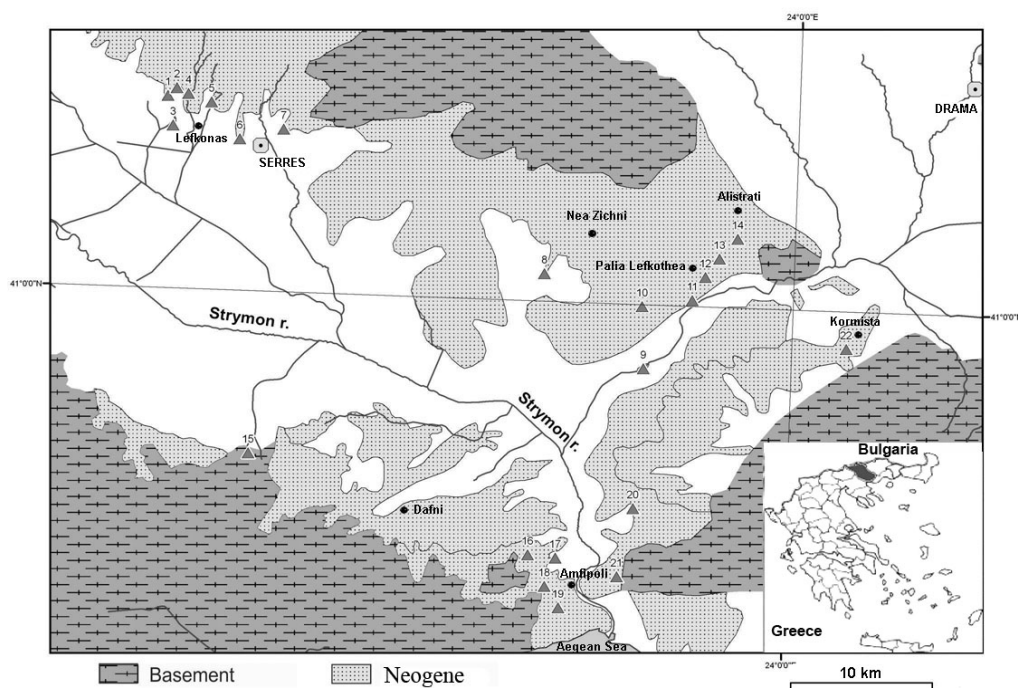 24°0'0"E
2
1
4
5
3
Lefkonas
6
7
SERRES
DRAMA
Alistrati
Nea Zichni
14
13
8
Palia Lefkothea
12
41°0'0"N
10
11
41°0'0"
Strymon r.
Kormista
22
9
Strymon r.
15
Bulgaria
20
Dafni
16
17
18
Amfipoli
21
19
Greece
Aegean Sea
24°0'
Basement
Neogene
10 km